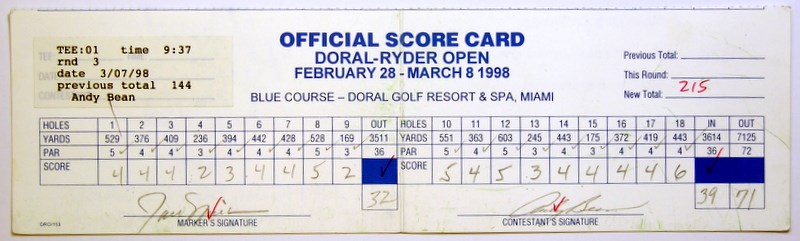 OFFICIAL SCORE CARD
DORAL-RYDER OPEN
FEBRUARY 28 - MARCH 8 1998
BLUE COURSE – DORAL GOLF RESORT & SPA, MIAMI
TEE:01 time 9:37
rnd 3
date 3/07/98
previous total 144
Andy Bean
Previous Total:
This Round:
New Total: 215
HOLES 1 2 3 4 5 6 7 8 9 OUT 10 11 12 13 14 15 16 17 18 IN OUT
YARDS 529 376 409 236 394 442 428 528 169 3511 YARDS 551 363 603 245 443 175 372 419 443 3614 7125
PAR 5 4 4 3 4 4 4 5 3 36 PAR 5 4 5 3 4 3 4 4 4 36 72
SCORE 4 4 4 2 3 4 4 5 2 32 SCORE 5 4 5 3 4 4 4 4 6 39 71
MARKER'S SIGNATURE
CONTESTANT'S SIGNATURE